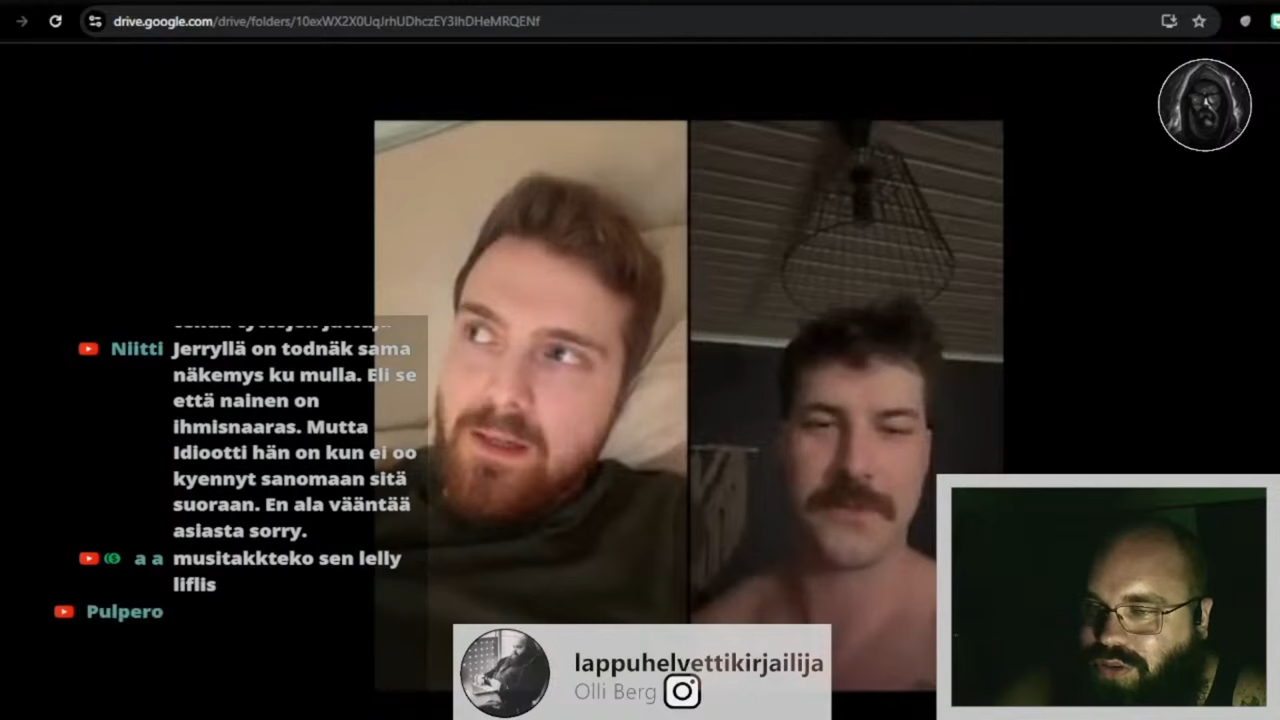 drive.google.com/drive/folders/10exWX2X0UqJrhUDhczEY3IhDHeMRQENf
Niitti Jerryllä on todnäk sama
näkemys ku mulla. Eli se
että nainen on
ihmisnaaras. Mutta
Idiootti hän on kun ei oo
kyennyt sanomaan sitä
suoraan. En ala vääntää
asiasta sorry.
a a musitakkteko sen lelly
liflis
Pulpero
lappuhelvettikirjailija
Olli Berg